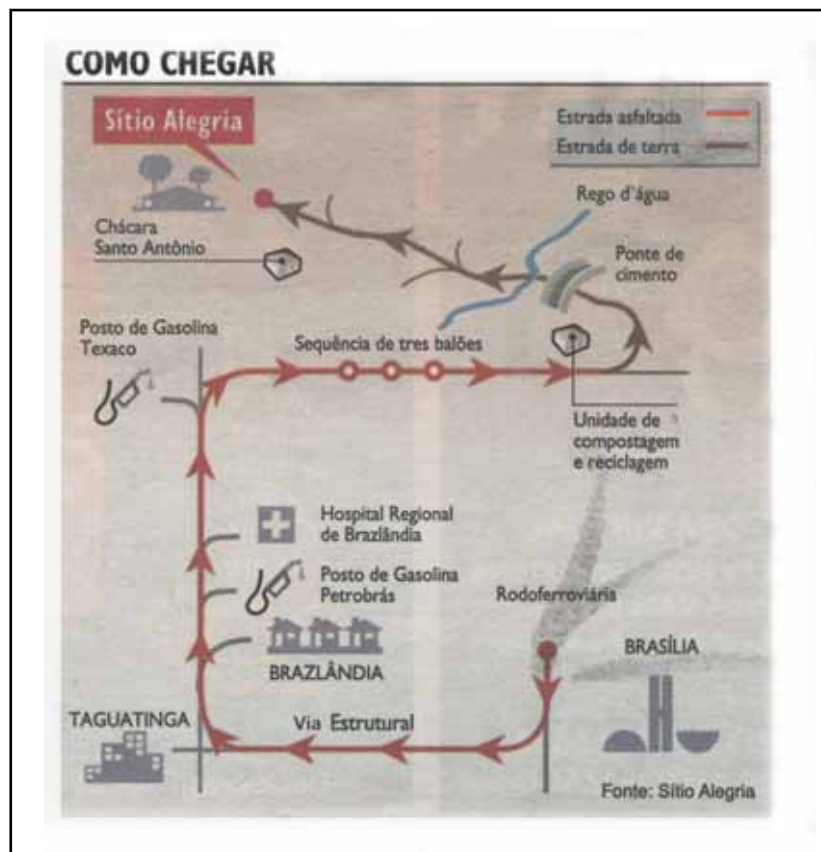 COMO CHEGAR
Sítio Alegria
Estrada asfaltada
Estrada de terra
Rego d'água
Chácara
Santo Antônio
Ponte de
cimento
Posto de Gasolina
Texaco
Sequência de tres balões
Unidade de
compostagem
e reciclagem
Hospital Regional
de Brazlândia
Posto de Gasolina
Petrobrás
Rodoferroviária
BRAZLÂNDIA
BRASÍLIA
TAGUATINGA
Via Estrutural
Fonte: Sítio Alegria